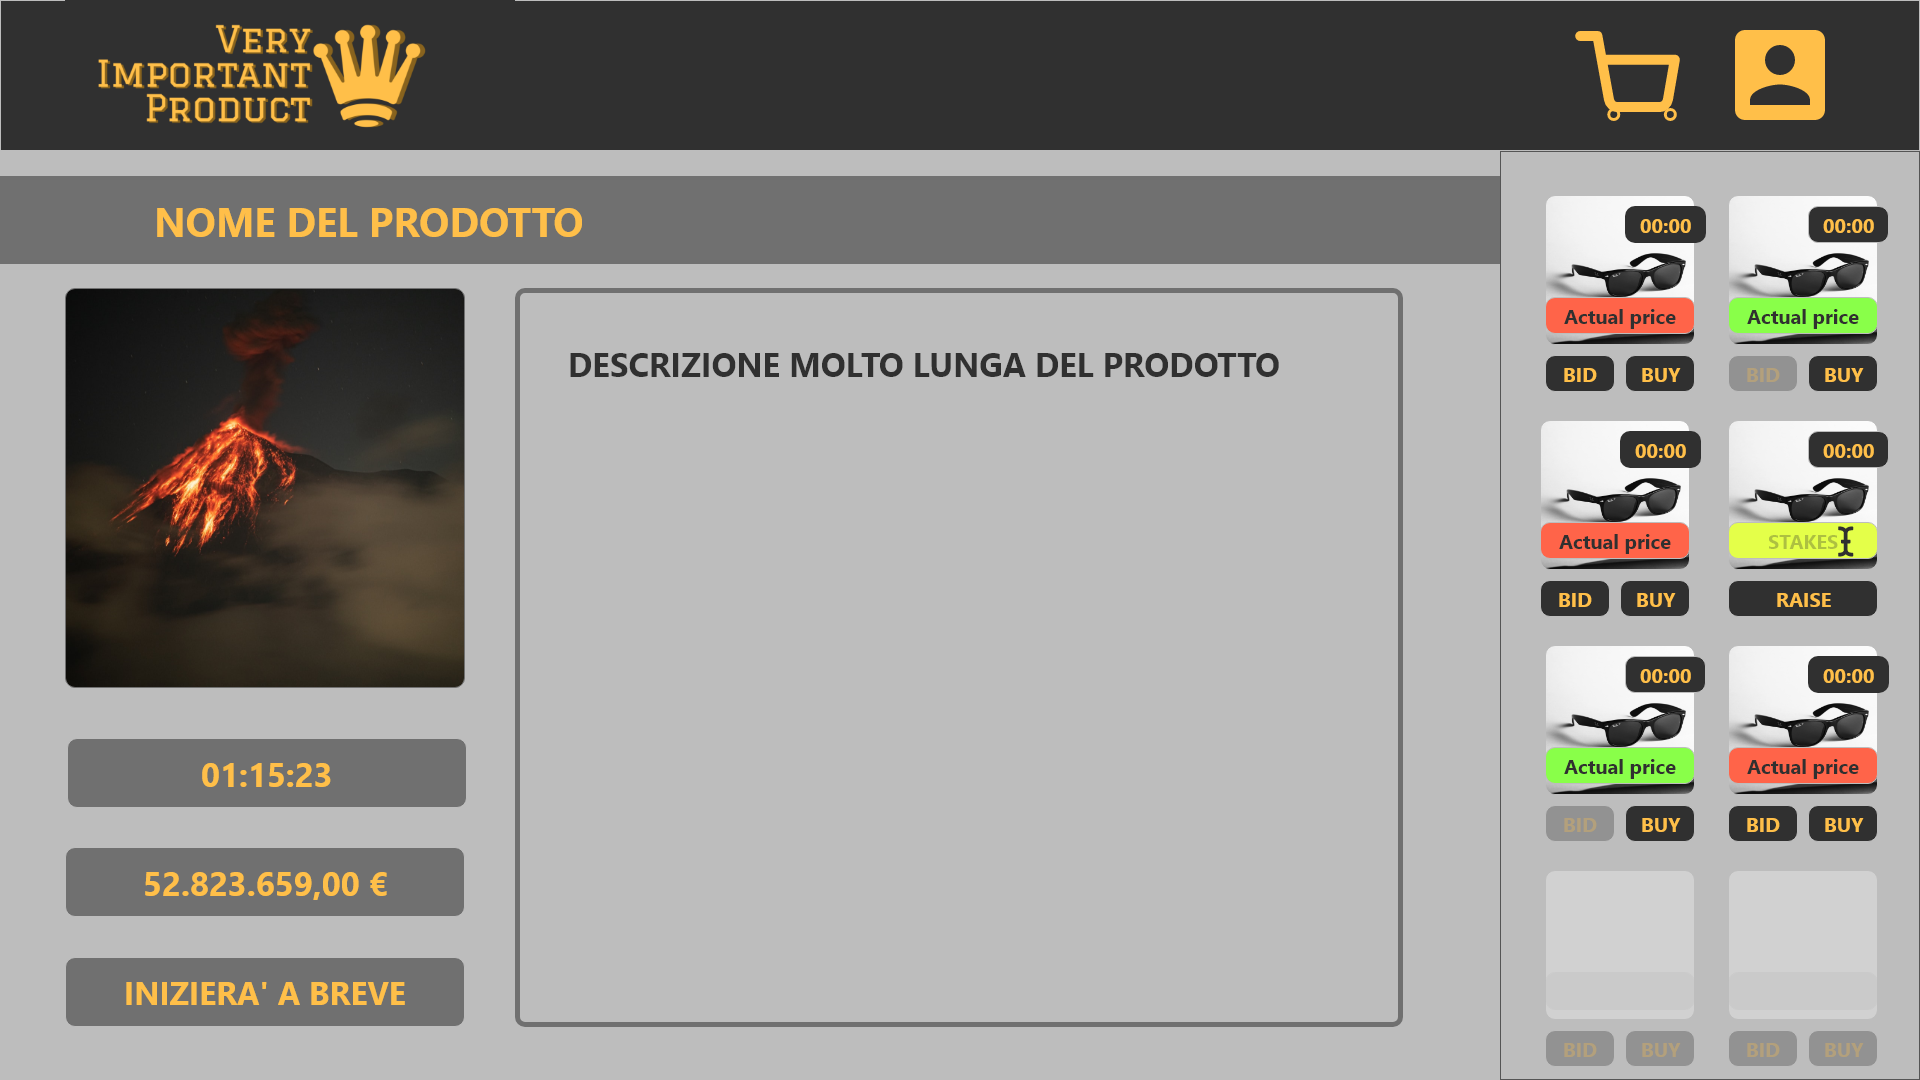 VERY
IMPORTANT
PRODUCT
NOME DEL PRODOTTO
DESCRIZIONE MOLTO LUNGA DEL PRODOTTO
01:15:23
52.823.659,00 €
INIZIERA' A BREVE
00:00
00:00
Actual price
Actual price
BID BUY
BID BUY
00:00
00:00
Actual price
STAKES
BID BUY
RAISE
00:00
00:00
Actual price
Actual price
BID BUY
BID BUY
BID BUY
BID BUY